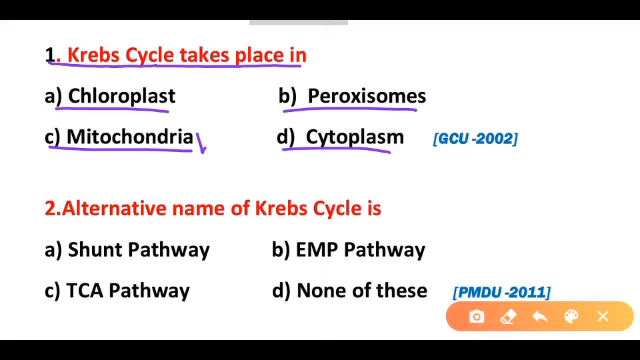 1. Krebs Cycle takes place in
a) Chloroplast b) Peroxisomes
c) Mitochondria d) Cytoplasm [GCU -2002]
2.Alternative name of Krebs Cycle is
a) Shunt Pathway b) EMP Pathway
c) TCA Pathway d) None of these [PMDU -2011]